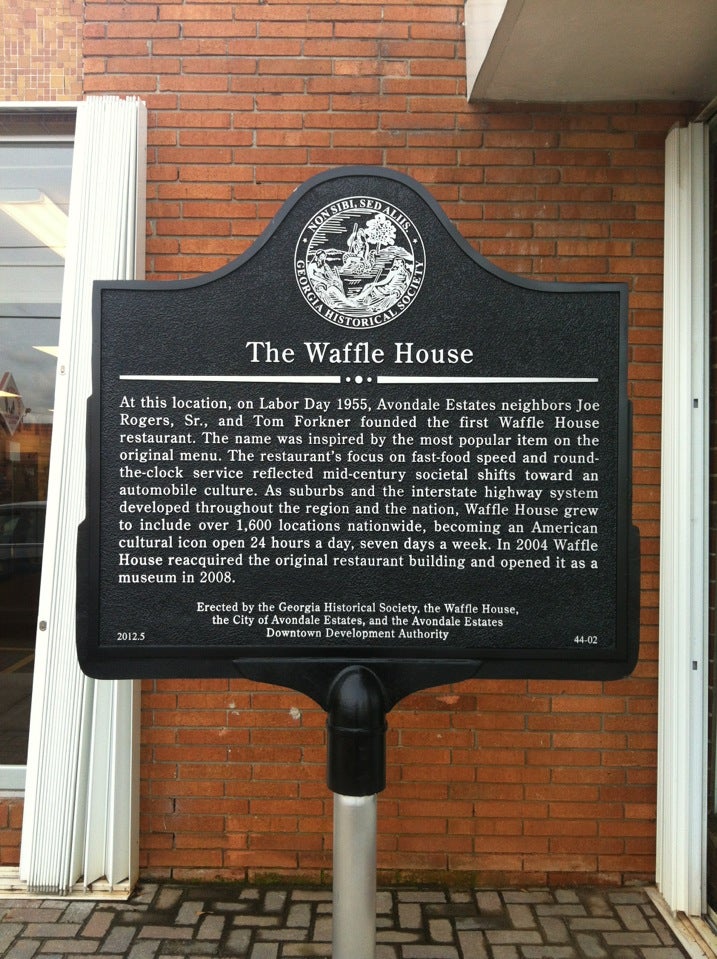 NON SIBI, SED ALIIS.
GEORGIA HISTORICAL SOCIETY
The Waffle House
At this location, on Labor Day 1955, Avondale Estates neighbors Joe
Rogers, Sr., and Tom Forkner founded the first Waffle House
restaurant. The name was inspired by the most popular item on the
original menu. The restaurant's focus on fast-food speed and round-
the-clock service reflected mid-century societal shifts toward an
automobile culture. As suburbs and the interstate highway system
developed throughout the region and the nation, Waffle House grew
to include over 1,600 locations nationwide, becoming an American
cultural icon open 24 hours a day, seven days a week. In 2004 Waffle
House reacquired the original restaurant building and opened it as a
museum in 2008.
Erected by the Georgia Historical Society, the Waffle House,
the City of Avondale Estates, and the Avondale Estates
Downtown Development Authority
2012.5
44-02